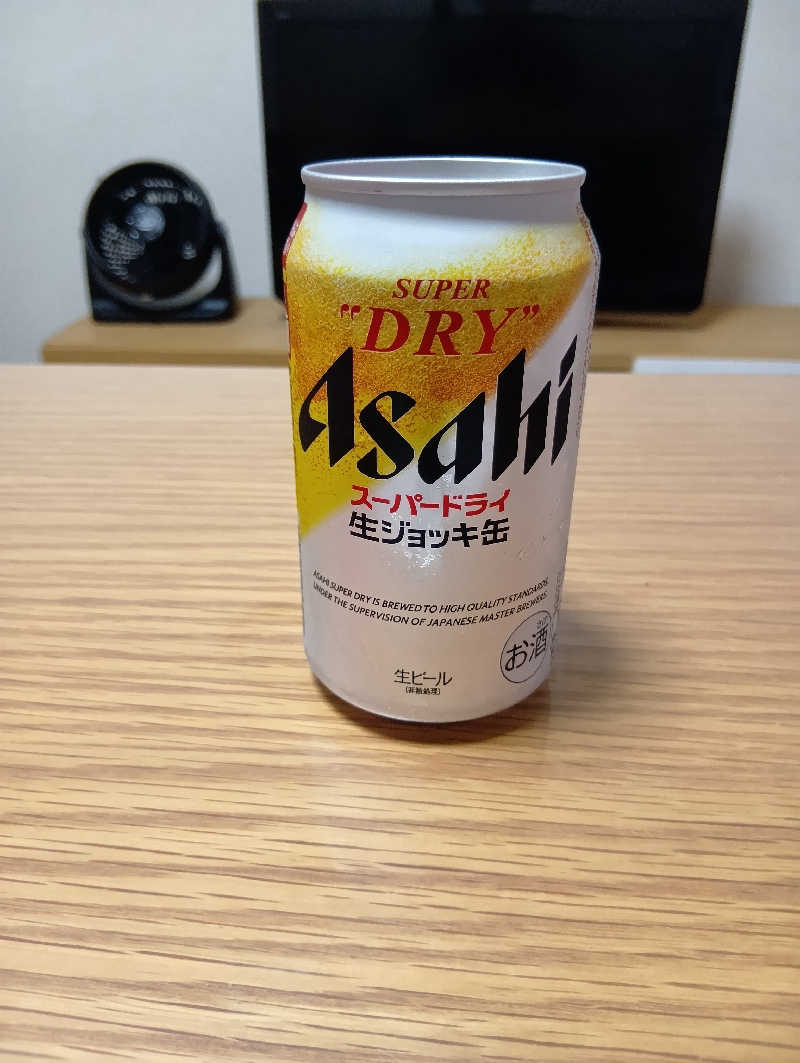 SUPER
"DRY"
Asahi
スーパードライ
生ジョッキ缶
ASAHI SUPER DRY IS BREWED TO HIGH QUALITY STANDARDS,
UNDER THE SUPERVISION OF JAPANESE MASTER BREWERS.
お酒
生ビール
(非熱処理)